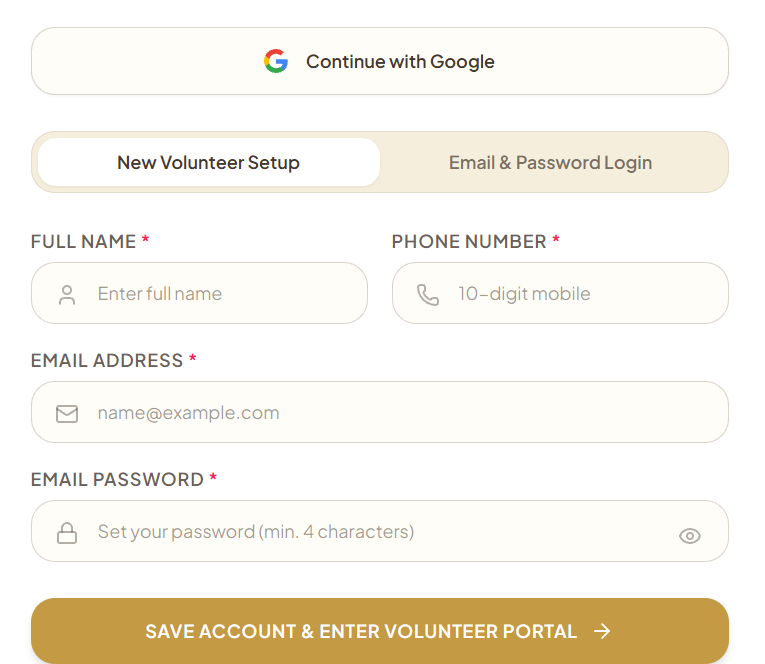 Continue with Google
New Volunteer Setup
Email & Password Login
FULL NAME *
PHONE NUMBER *
Enter full name
10-digit mobile
EMAIL ADDRESS *
name@example.com
EMAIL PASSWORD *
Set your password (min. 4 characters)
SAVE ACCOUNT & ENTER VOLUNTEER PORTAL →